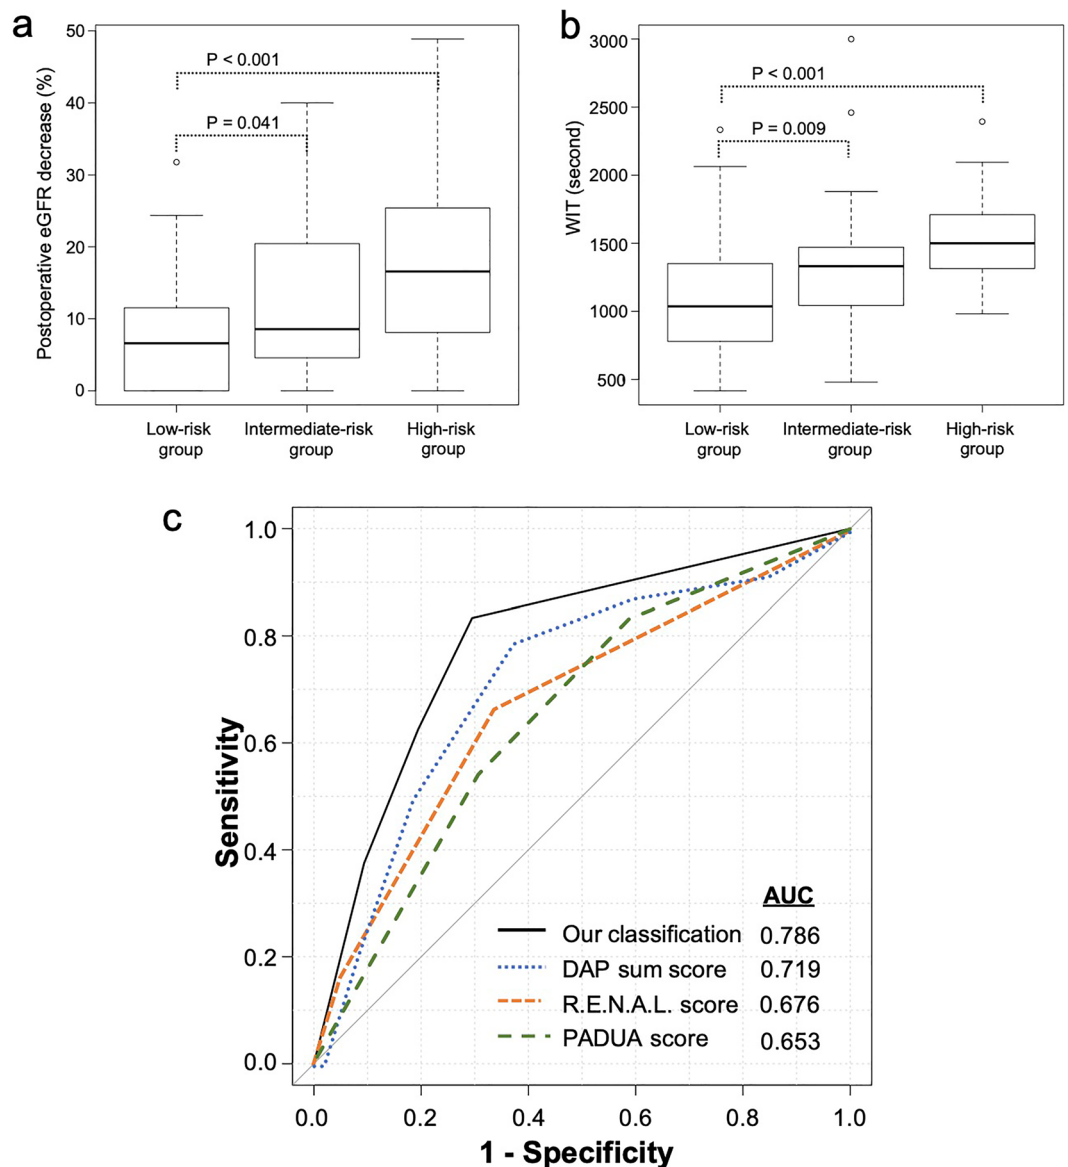 a
Postoperative eGFR decrease (%)
50
40
30
20
10
0
P < 0.001
P = 0.041
Low-risk
group
Intermediate-risk
group
High-risk
group
b
WIT (second)
3000
2500
2000
1500
1000
500
P < 0.001
P = 0.009
Low-risk
group
Intermediate-risk
group
High-risk
group
c
Sensitivity
1.0
0.8
0.6
0.4
0.2
0.0
AUC
Our classification 0.786
DAP sum score 0.719
R.E.N.A.L. score 0.676
PADUA score 0.653
0.0 0.2 0.4 0.6 0.8 1.0
1 - Specificity